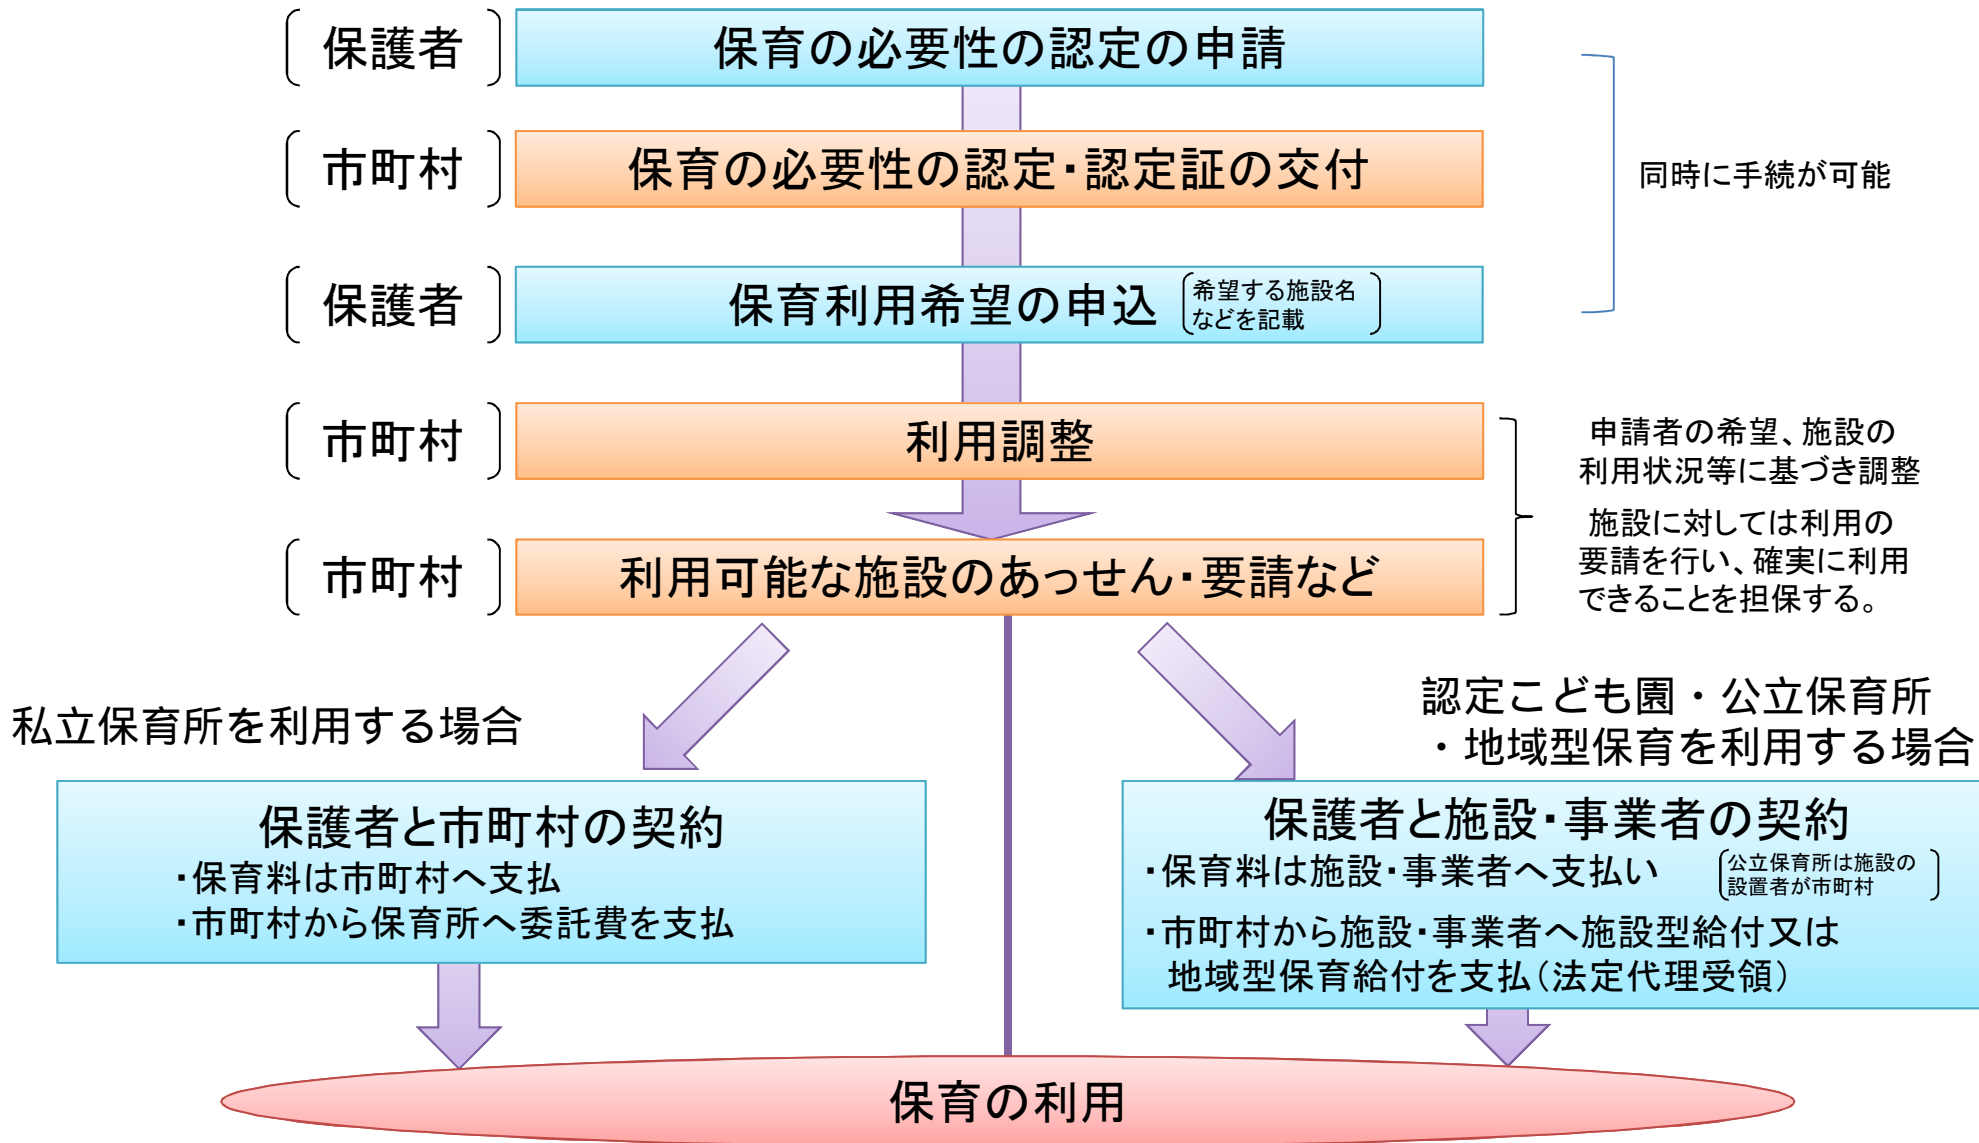 保護者
保育の必要性の認定の申請
市町村
保育の必要性の認定・認定証の交付
同時に手続が可能
保護者
保育利用希望の申込
希望する施設名
などを記載
市町村
利用調整
申請者の希望、施設の
利用状況等に基づき調整
市町村
利用可能な施設のあっせん・要請など
施設に対しては利用の
要請を行い、確実に利用
できることを担保する。
私立保育所を利用する場合
保護者と市町村の契約
・保育料は市町村へ支払
・市町村から保育所へ委託費を支払
認定こども園・公立保育所
・地域型保育を利用する場合
保護者と施設・事業者の契約
・保育料は施設・事業者へ支払い
公立保育所は施設の
設置者が市町村
・市町村から施設・事業者へ施設型給付又は
地域型保育給付を支払(法定代理受領)
保育の利用